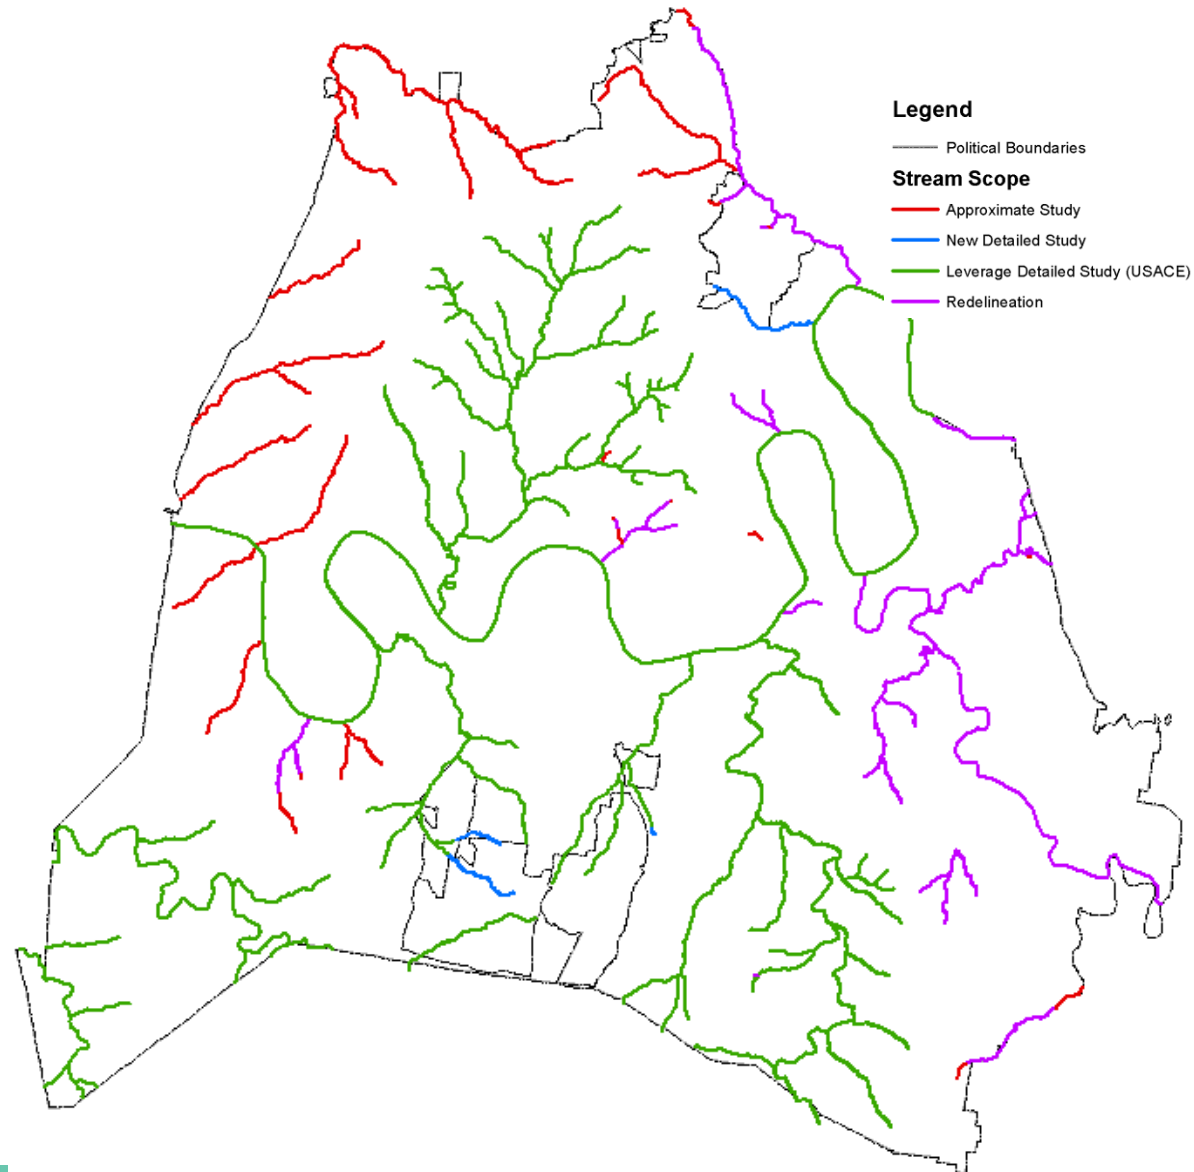 Legend
Political Boundaries
Stream Scope
Approximate Study
New Detailed Study
Leverage Detailed Study (USACE)
Redelineation